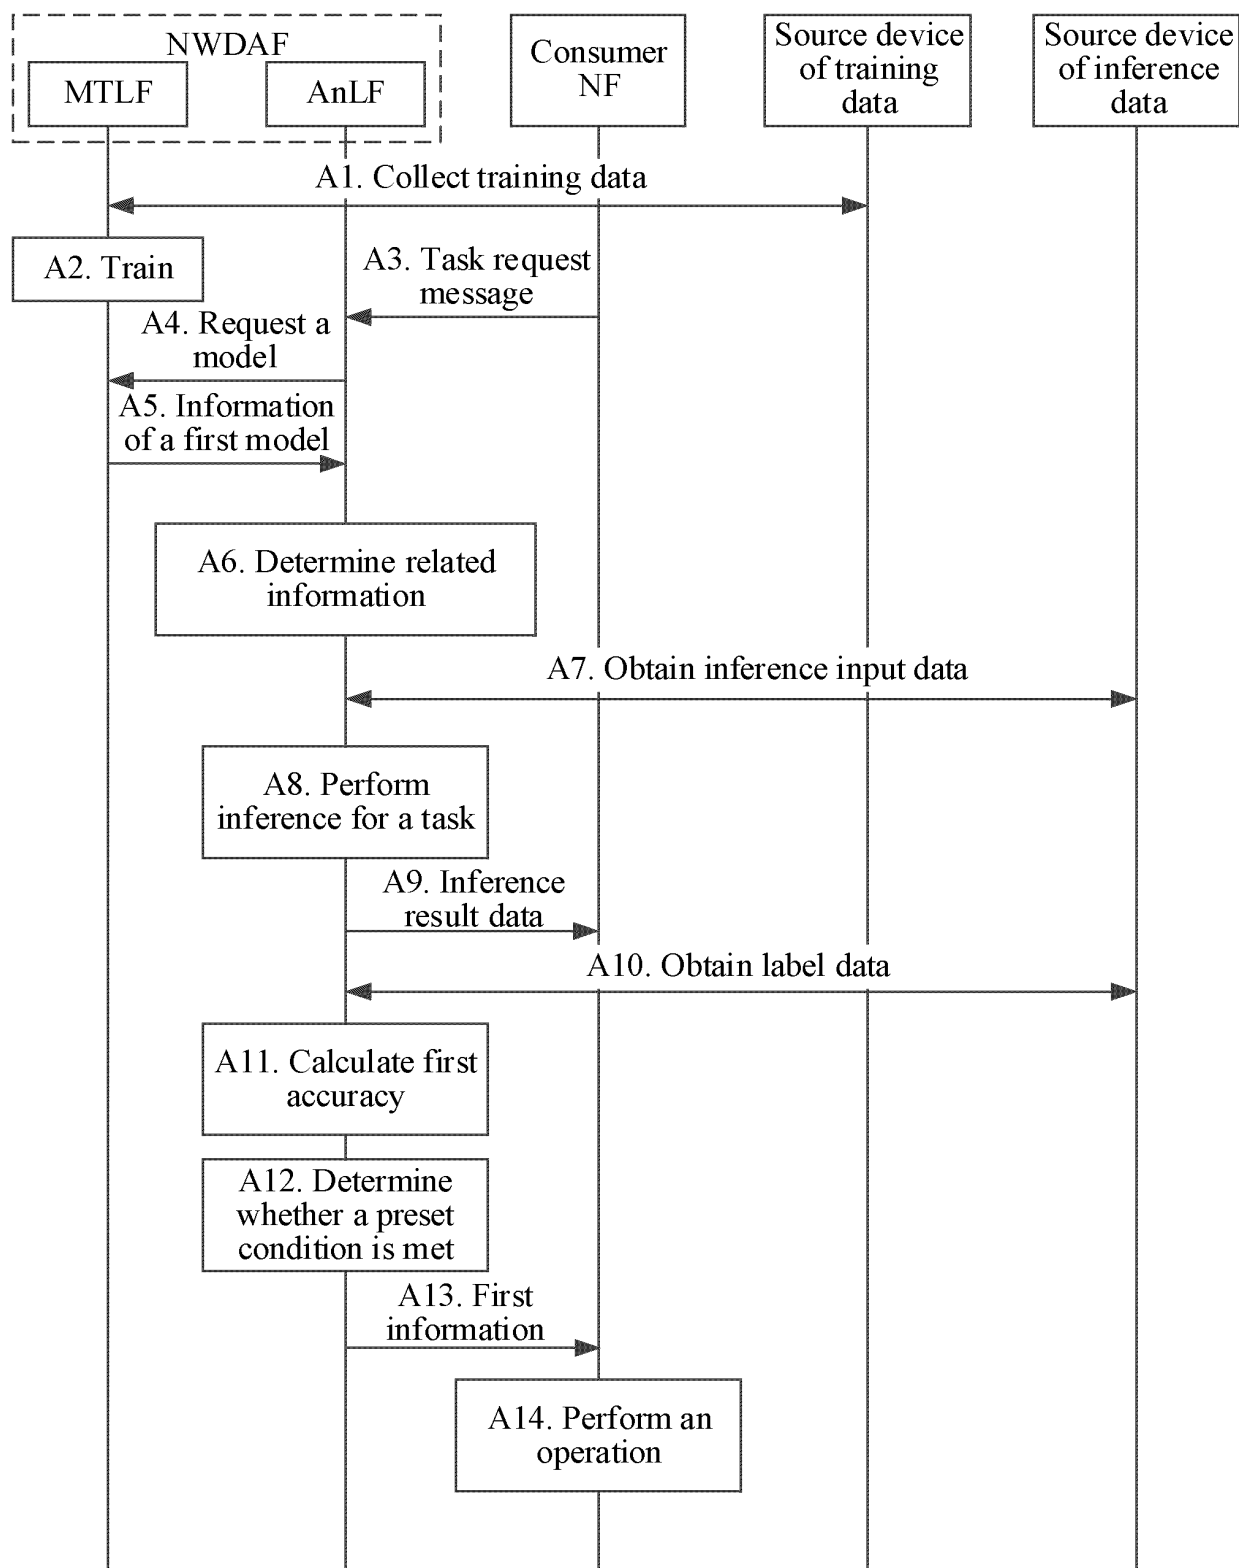 NWDAF
MTLF
AnLF
Consumer
NF
Source device
of training
data
Source device
of inference
data
A1. Collect training data
A2. Train
A3. Task request
message
A4. Request a
model
A5. Information
of a first model
A6. Determine related
information
A7. Obtain inference input data
A8. Perform
inference for a task
A9. Inference
result data
A10. Obtain label data
A11. Calculate first
accuracy
A12. Determine
whether a preset
condition is met
A13. First
information
A14. Perform an
operation